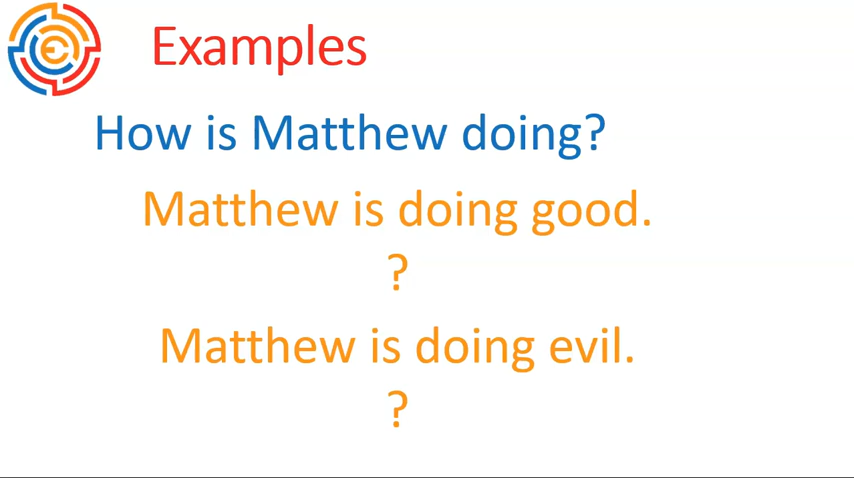 Examples
How is Matthew doing?
Matthew is doing good.
?
Matthew is doing evil.
?